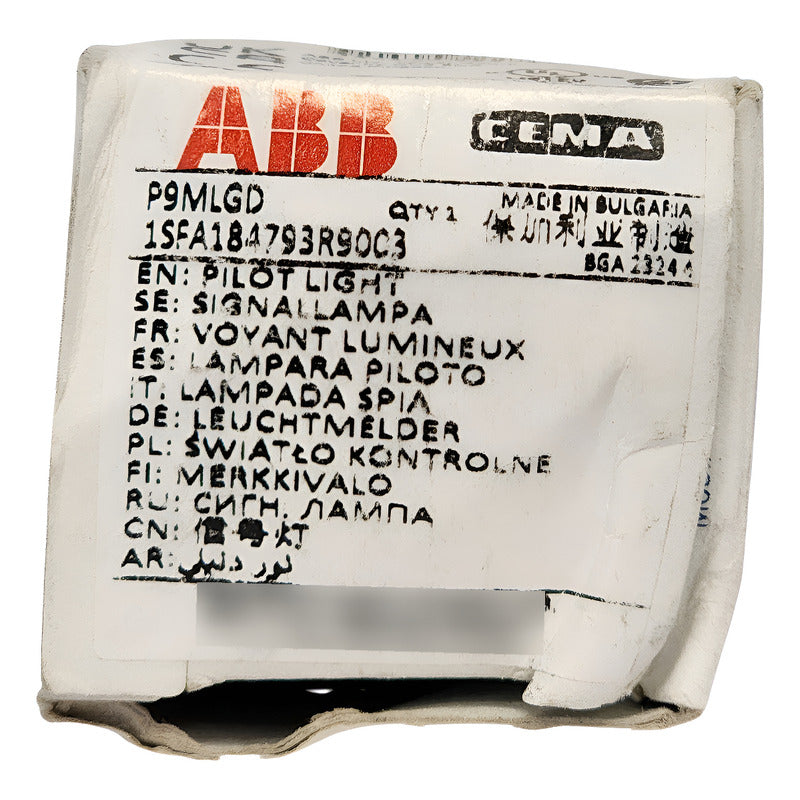 ABB
CEMA
P9MLGD
QTY 1
MADE IN BULGARIA
1SFA184793R9003
保加利亚制造
BGA 2324 4
EN: PILOT LIGHT
SE: SIGNALLAMPA
FR: VOYANT LUMINEUX
ES: LAMPARA PILOTO
IT: LAMPADA SPIA
DE: LEUCHTMELDER
PL: ŚWIATŁO KONTROLNE
FI: MERKKIVALO
RU: СИГН. ЛАМПА
CN: 信号灯
AR: نور دليل